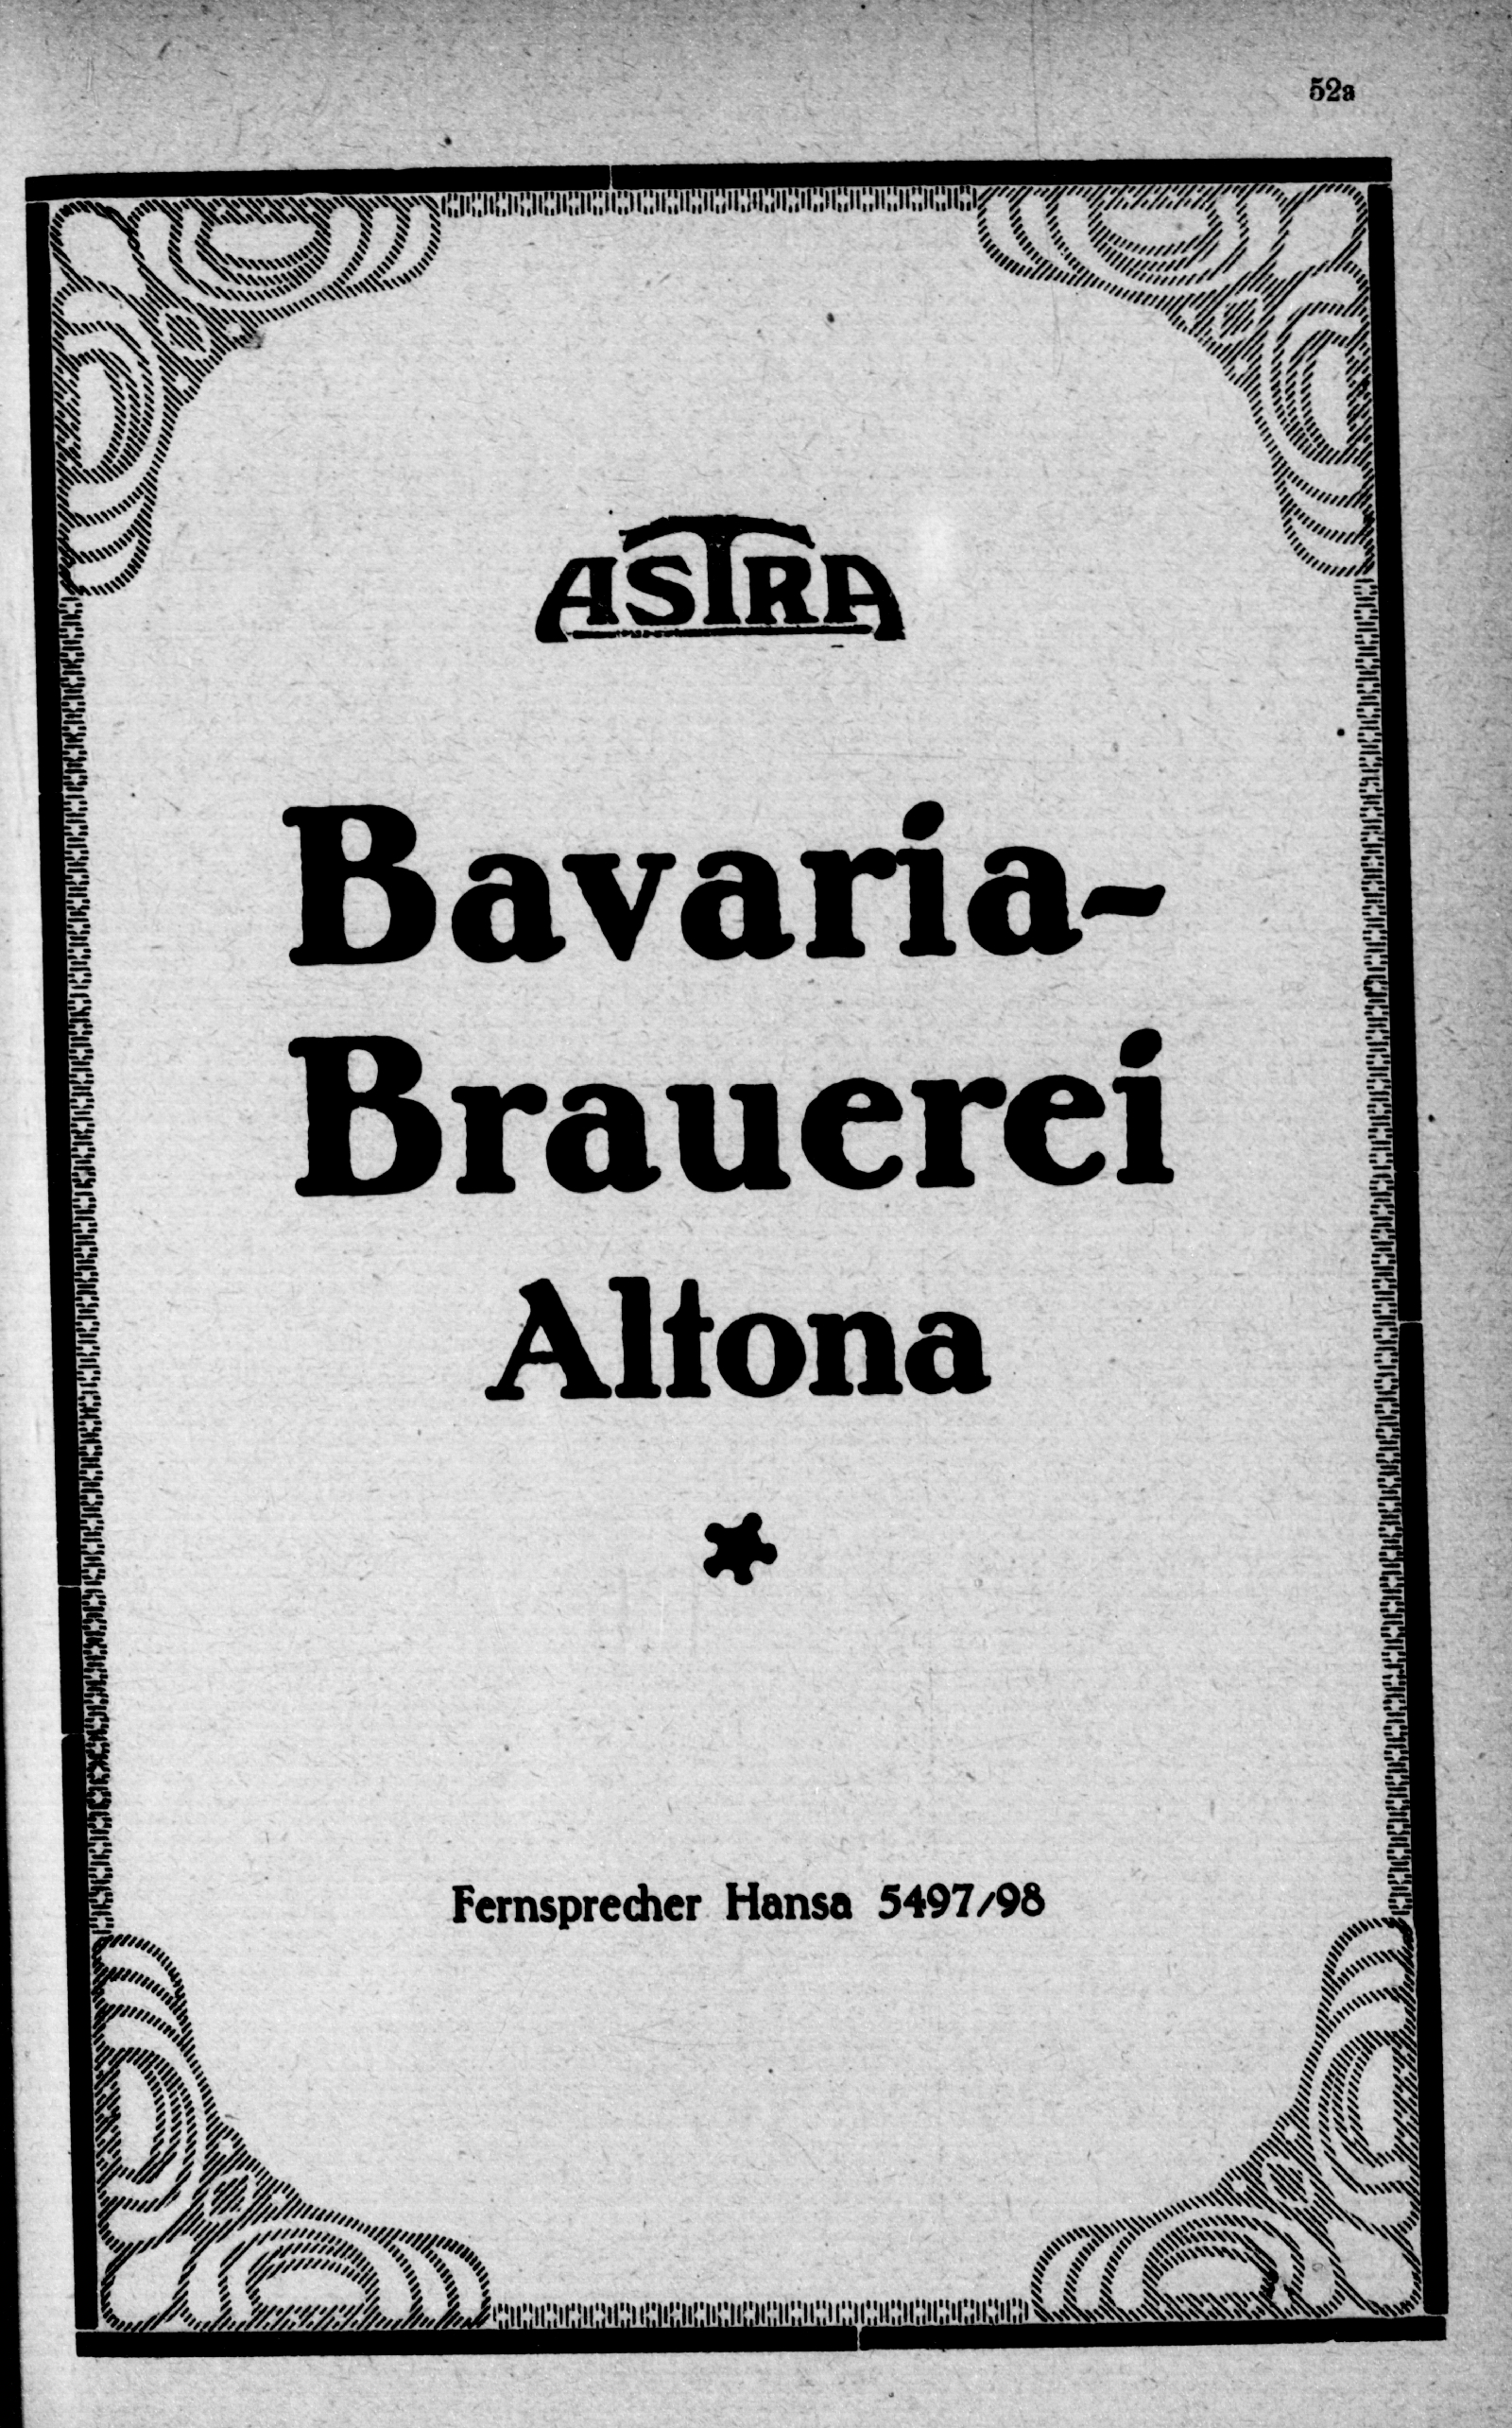 52a
ASTRA
Bavaria-
Brauerei
Altona
*
Fernsprecher Hansa 5497/98